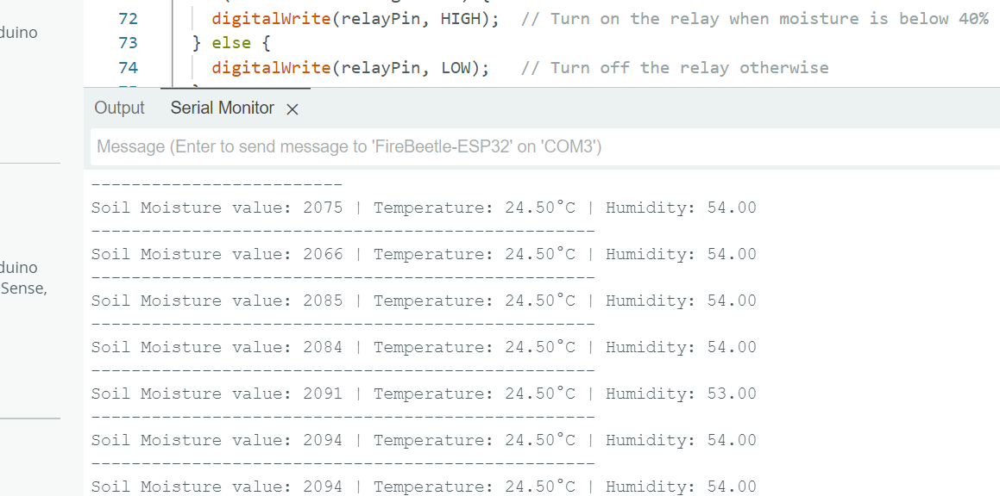 72 digitalWrite(relayPin, HIGH); // Turn on the relay when moisture is below 40%
duino
73 } else {
74 digitalWrite(relayPin, LOW); // Turn off the relay otherwise
Output Serial Monitor
Message (Enter to send message to 'FireBeetle-ESP32' on 'COM3')
-------------------------
Soil Moisture value: 2075 | Temperature: 24.50°C | Humidity: 54.00
--------------------------------------------------
Soil Moisture value: 2066 | Temperature: 24.50°C | Humidity: 54.00
duino
--------------------------------------------------
Sense,
Soil Moisture value: 2085 | Temperature: 24.50°C | Humidity: 54.00
--------------------------------------------------
Soil Moisture value: 2084 | Temperature: 24.50°C | Humidity: 54.00
--------------------------------------------------
Soil Moisture value: 2091 | Temperature: 24.50°C | Humidity: 53.00
--------------------------------------------------
Soil Moisture value: 2094 | Temperature: 24.50°C | Humidity: 54.00
--------------------------------------------------
Soil Moisture value: 2094 | Temperature: 24.50°C | Humidity: 54.00